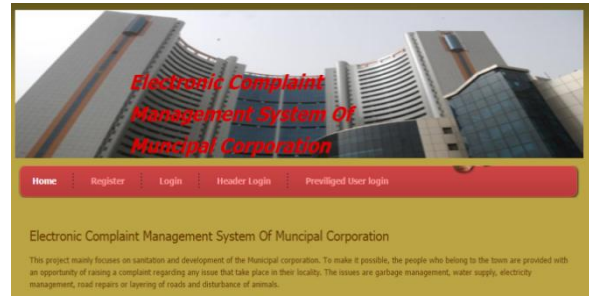 Electronic Complaint
Management System Of
Muncipal Corporation
Home Register Login Header Login Previliged User login
Electronic Complaint Management System Of Muncipal Corporation
This project mainly focuses on sanitation and development of the Municipal corporation. To make it possible, the people who belong to the town are provided with
an opportunity of raising a complaint regarding any issue that take place in their locality. The issues are garbage management, water supply, electricity
management, road repairs or layering of roads and disturbance of animals.